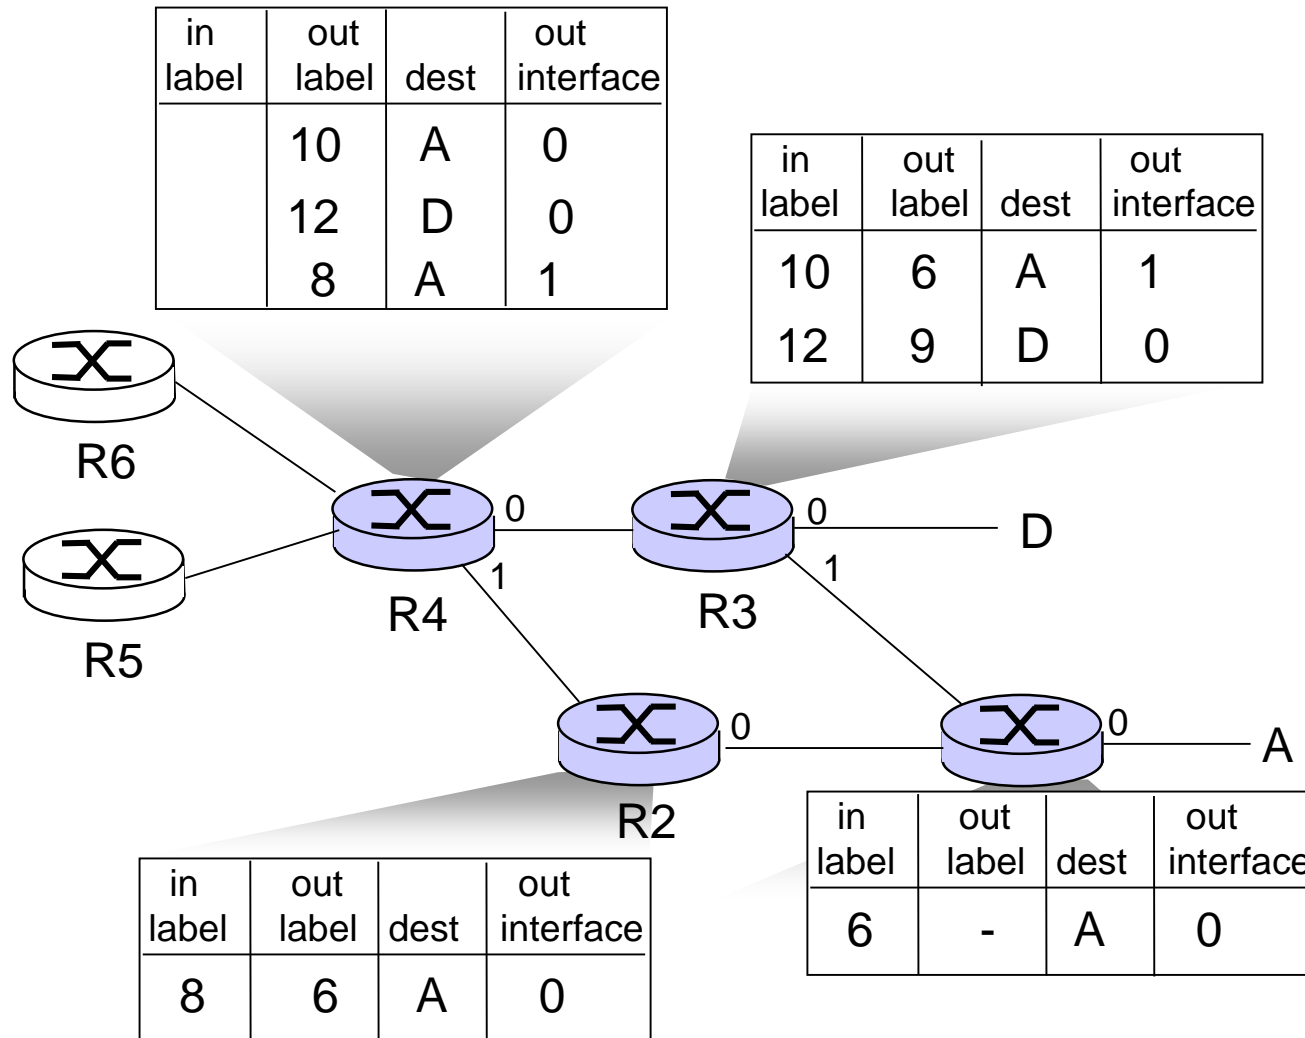 in out out
label label dest interface
10 A 0
12 D 0
8 A 1
in out out
label label dest interface
10 6 A 1
12 9 D 0
R6
0
0
D
1
1
R4
R3
R5
0
0
A
R2
in out out
label label dest interface
6 - A 0
in out out
label label dest interface
8 6 A 0